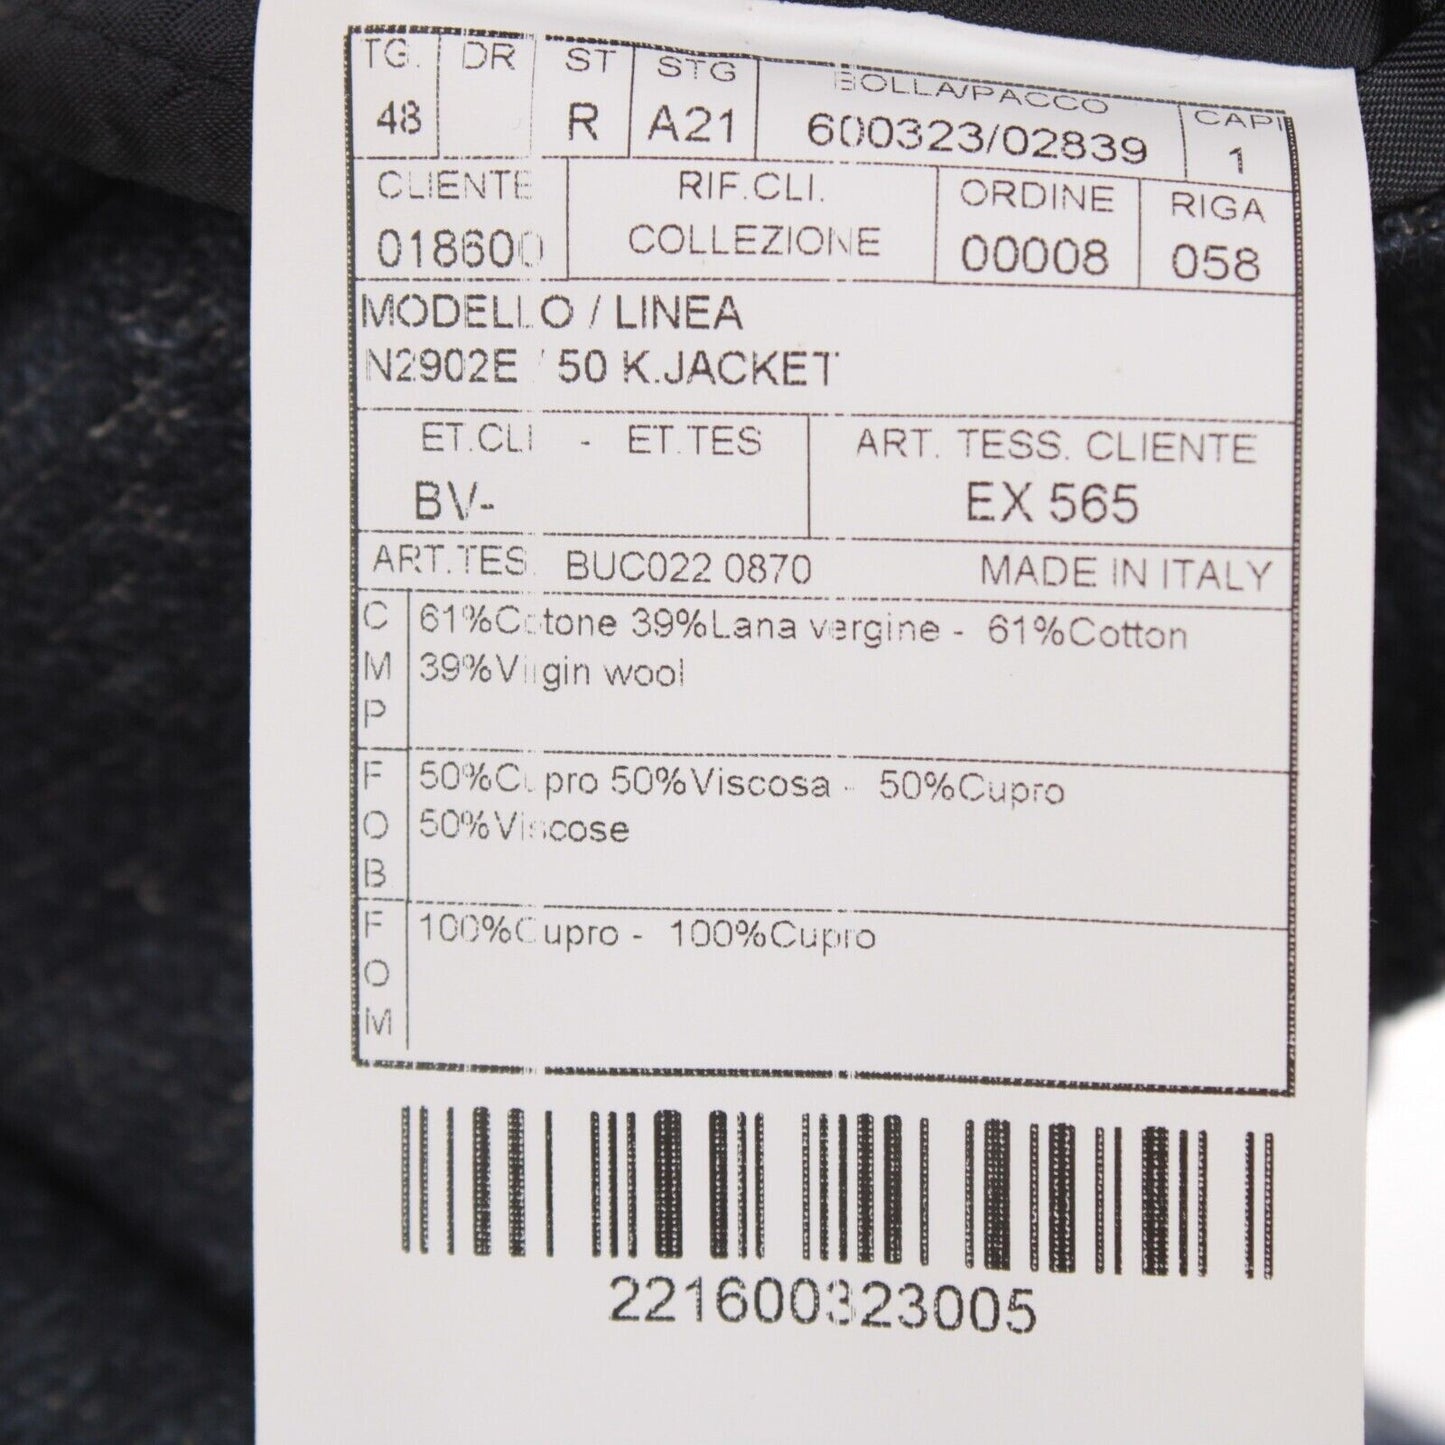 TG. DR ST STG BOLLA/PACCO CAPI
48 R A21 600323/02839 1
CLIENTE RIF.CLI. ORDINE RIGA
018600 COLLEZIONE 00008 058
MODELLO / LINEA
N2902E / 50 K.JACKET
ET.CLI - ET.TES ART. TESS. CLIENTE
BV- EX 565
ART.TES. BUC022 0870 MADE IN ITALY
C 61%Cotone 39%Lana vergine - 61%Cotton
M 39%Virgin wool
P
F 50%Cupro 50%Viscosa - 50%Cupro
O 50%Viscose
B
F 100%Cupro - 100%Cupro
O
M
221600323005